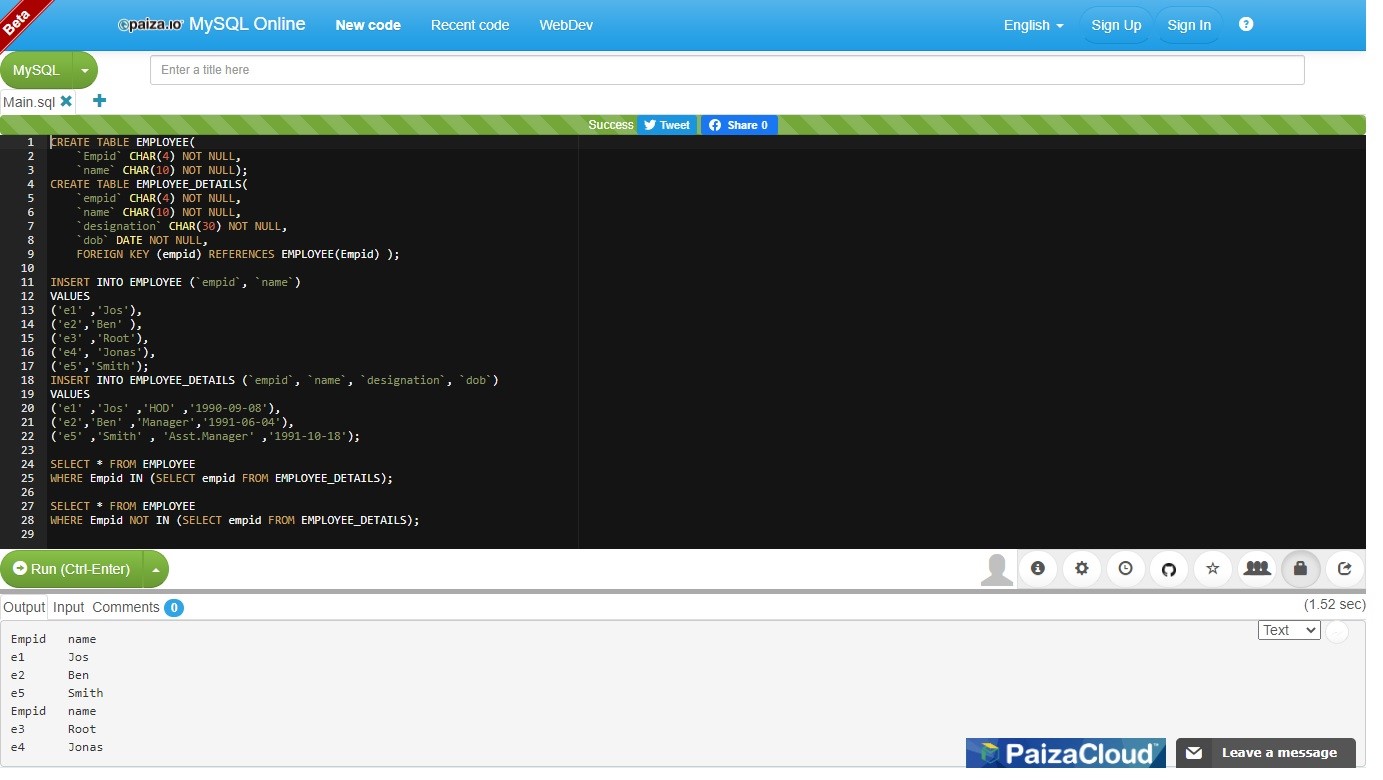 Beta
paiza.IO MySQL Online New code Recent code WebDev English Sign Up Sign In ?
MySQL Enter a title here
Main.sql
Success Tweet Share 0
1 CREATE TABLE EMPLOYEE(
2 `Empid` CHAR(4) NOT NULL,
3 `name` CHAR(10) NOT NULL);
4 CREATE TABLE EMPLOYEE_DETAILS(
5 `empid` CHAR(4) NOT NULL,
6 `name` CHAR(10) NOT NULL,
7 `designation` CHAR(30) NOT NULL,
8 `dob` DATE NOT NULL,
9 FOREIGN KEY (empid) REFERENCES EMPLOYEE(Empid) );
10
11 INSERT INTO EMPLOYEE (`empid`, `name`)
12 VALUES
13 ('e1' ,'Jos'),
14 ('e2','Ben' ),
15 ('e3' ,'Root'),
16 ('e4', 'Jonas'),
17 ('e5','Smith');
18 INSERT INTO EMPLOYEE_DETAILS (`empid`, `name`, `designation`, `dob`)
19 VALUES
20 ('e1' ,'Jos' ,'HOD' ,'1990-09-08'),
21 ('e2','Ben' ,'Manager','1991-06-04'),
22 ('e5' ,'Smith' , 'Asst.Manager' ,'1991-10-18');
23
24 SELECT * FROM EMPLOYEE
25 WHERE Empid IN (SELECT empid FROM EMPLOYEE_DETAILS);
26
27 SELECT * FROM EMPLOYEE
28 WHERE Empid NOT IN (SELECT empid FROM EMPLOYEE_DETAILS);
29
Run (Ctrl-Enter)
Output Input Comments 0 (1.52 sec)
Text
Empid name
e1 Jos
e2 Ben
e5 Smith
Empid name
e3 Root
e4 Jonas
PaizaCloud Leave a message